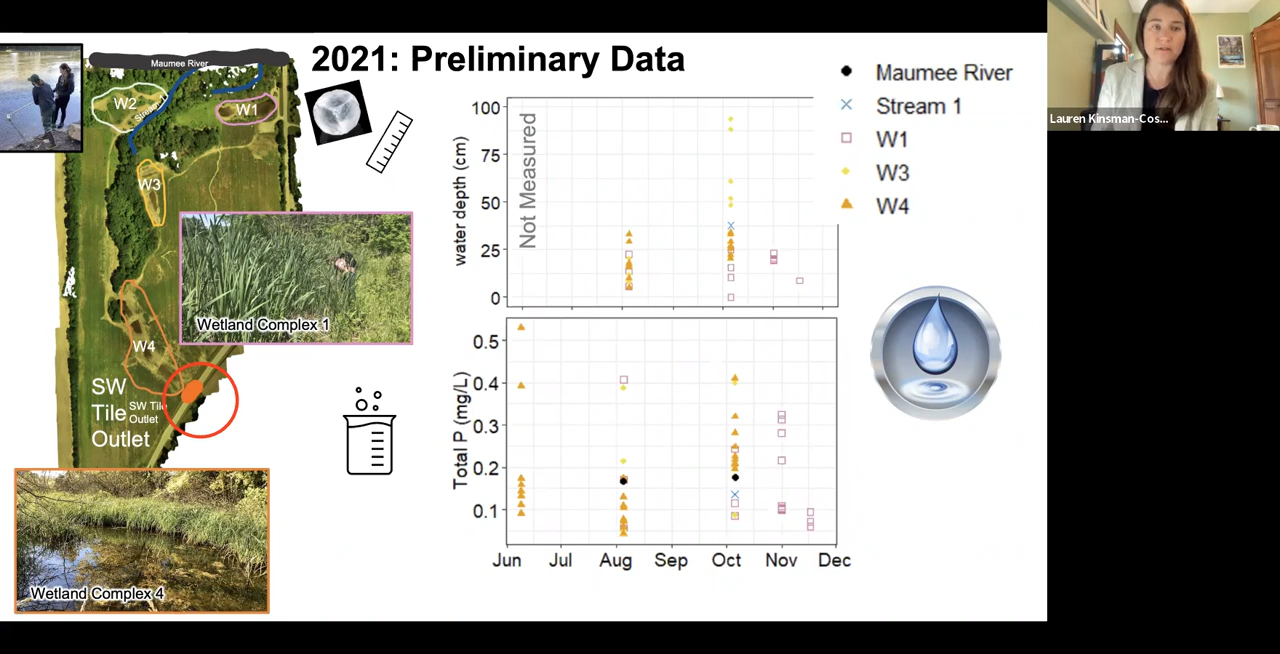 2021: Preliminary Data
Maumee River
W2
Stream 1
W1
W3
W4
SW
Tile
Outlet
SW Tile
Outlet
Wetland Complex 1
Wetland Complex 4
water depth (cm)
100
75
50
25
0
Not Measured
Total P (mg/L)
0.5
0.4
0.3
0.2
0.1
Jun Jul Aug Sep Oct Nov Dec
Maumee River
Stream 1
W1
W3
W4
Lauren Kinsman-Cos...